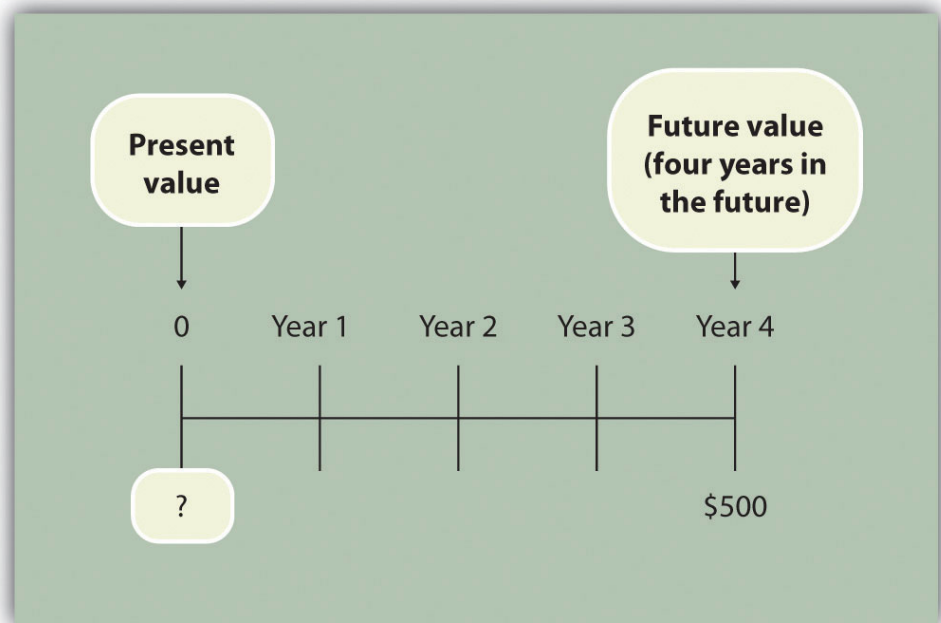 Present
value
Future value
(four years in
the future)
0 Year 1 Year 2 Year 3 Year 4
? $500